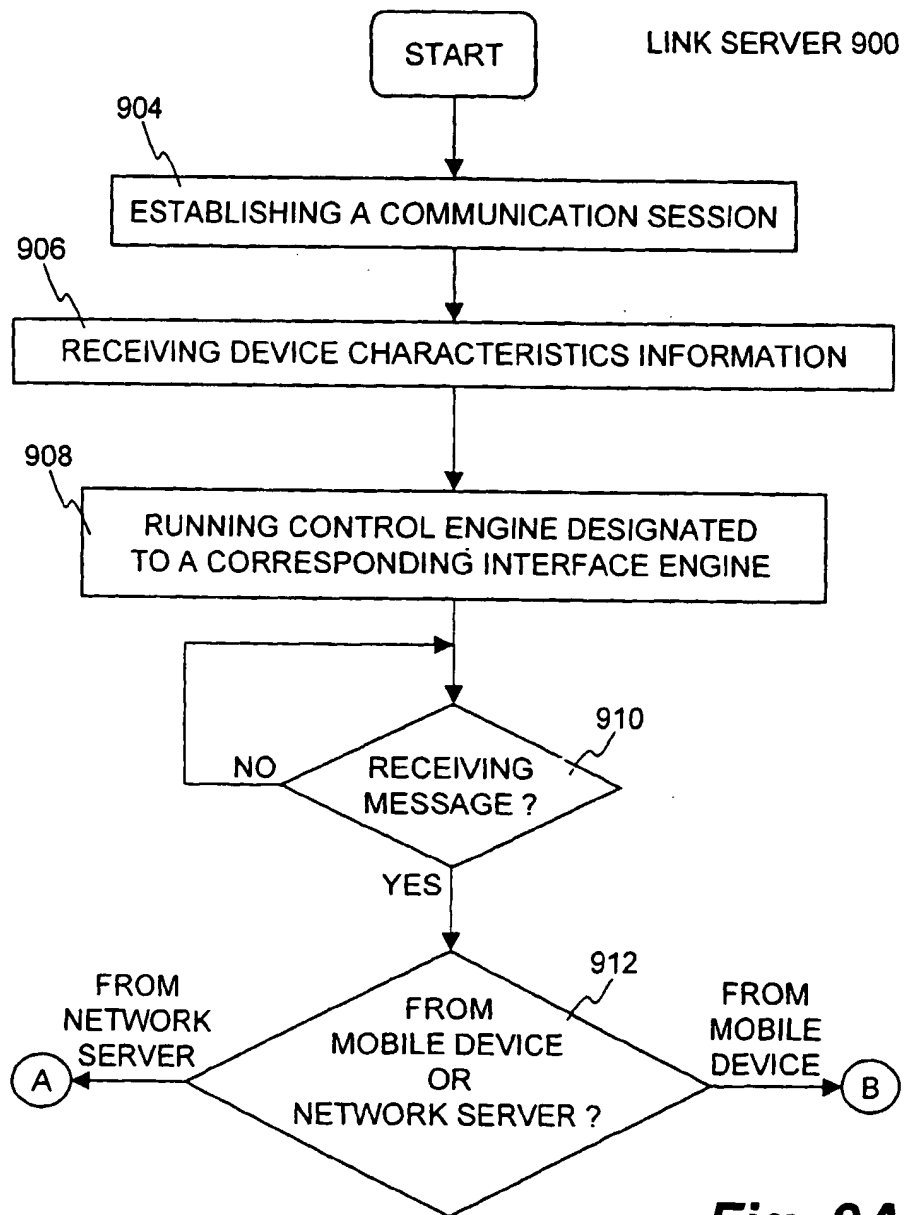 START
LINK SERVER 900
904
ESTABLISHING A COMMUNICATION SESSION
906
RECEIVING DEVICE CHARACTERISTICS INFORMATION
908
RUNNING CONTROL ENGINE DESIGNATED
TO A CORRESPONDING INTERFACE ENGINE
910
NO
RECEIVING
MESSAGE ?
YES
912
FROM
NETWORK
SERVER
FROM
MOBILE DEVICE
OR
NETWORK SERVER ?
FROM
MOBILE
DEVICE
A
B
Fig. 9A